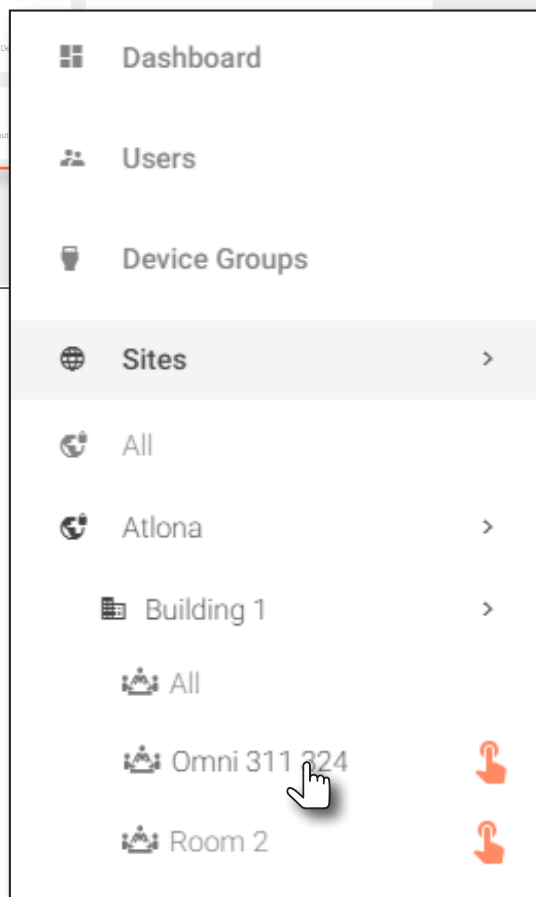 Dashboard
Users
Device Groups
Sites
All
Atlona
Building 1
All
Omni 311 324
Room 2